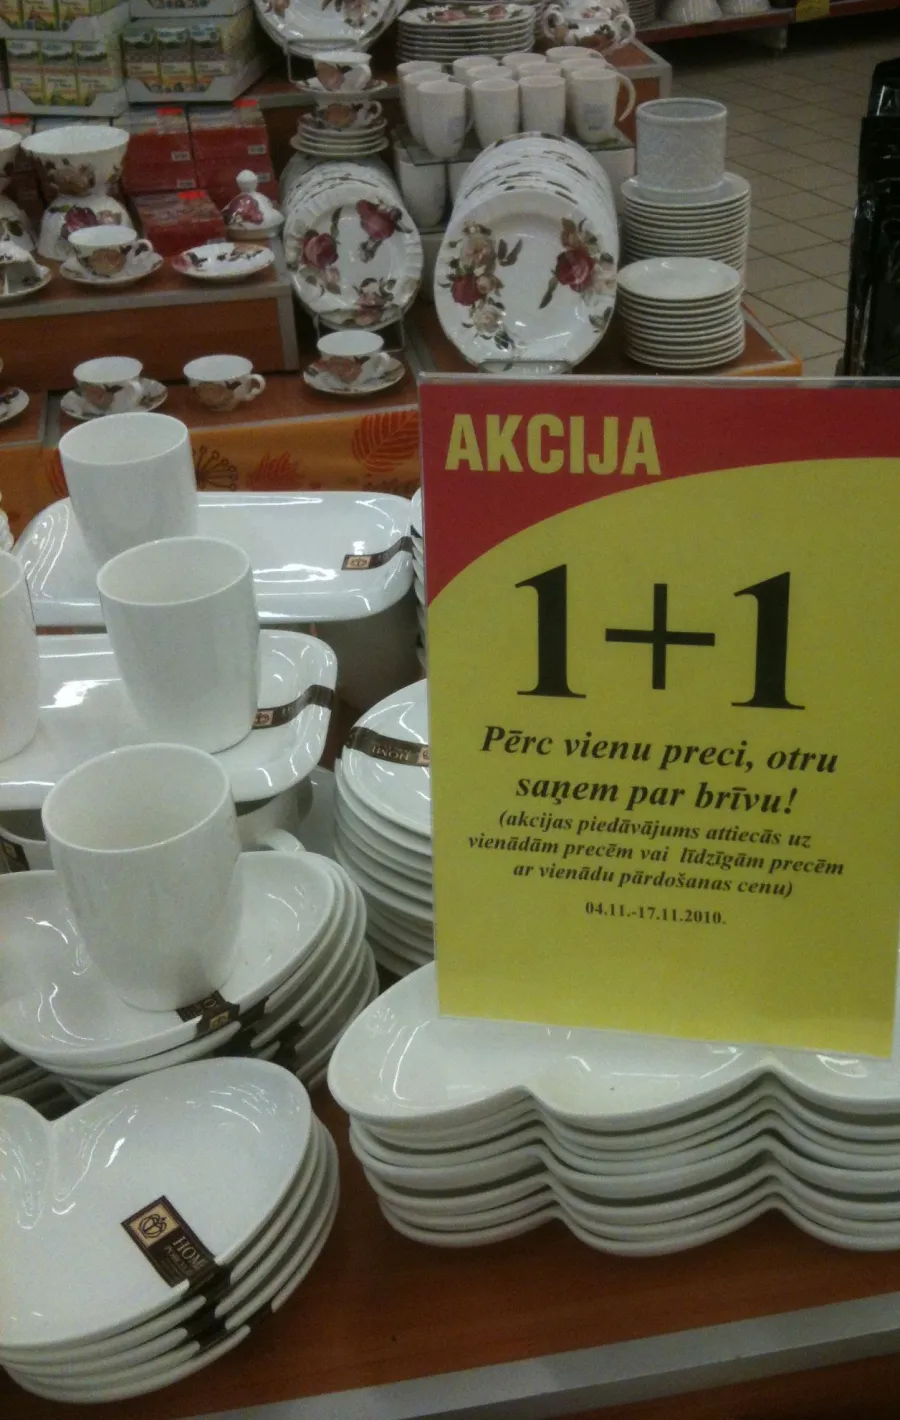 AKCIJA
1+1
Pērc vienu preci, otru
saņem par brīvu!
(akcijas piedāvājums attiecās uz
vienādām precēm vai līdzīgām precēm
ar vienādu pārdošanas cenu)
04.11.-17.11.2010.
HOME